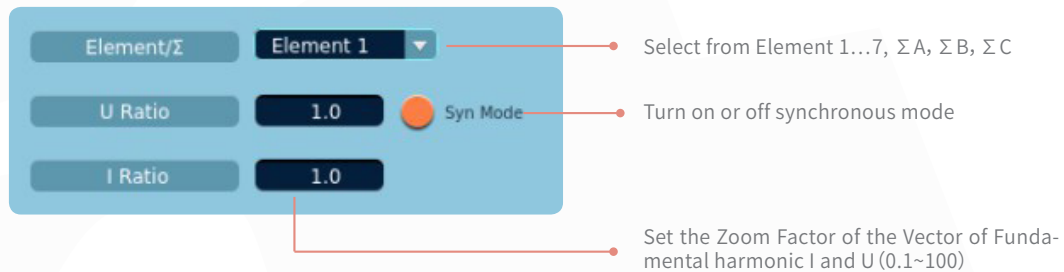 Element/Σ
Element 1
Select from Element 1...7, ΣA, ΣB, ΣC
U Ratio
1.0
Syn Mode
Turn on or off synchronous mode
I Ratio
1.0
Set the Zoom Factor of the Vector of Funda-
mental harmonic I and U (0.1~100)